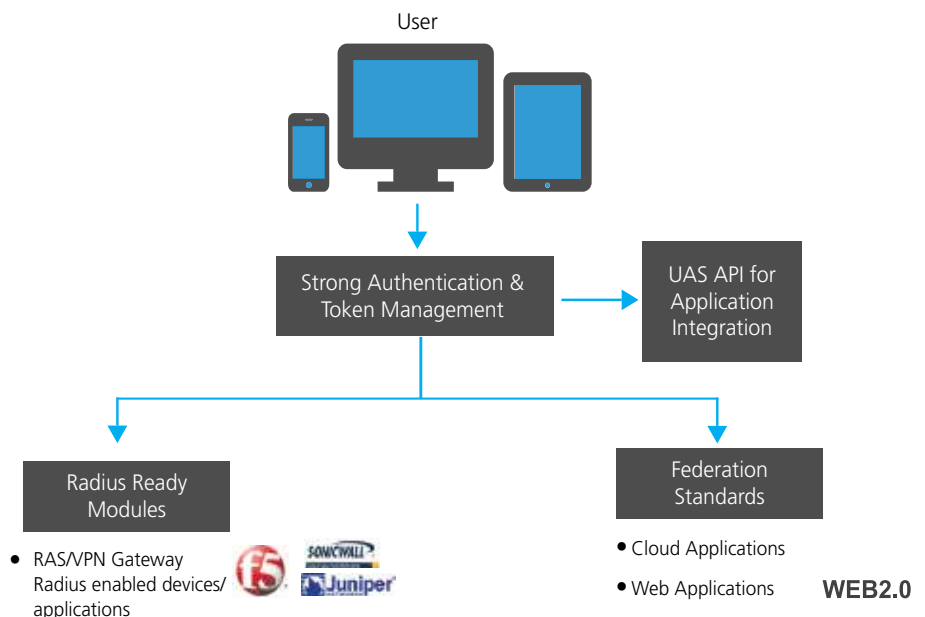 User
Strong Authentication &
Token Management
UAS API for
Application
Integration
Radius Ready
Modules
Federation
Standards
• RAS/VPN Gateway
Radius enabled devices/
applications
f5
SONICWALL
Juniper
• Cloud Applications
• Web Applications
WEB2.0